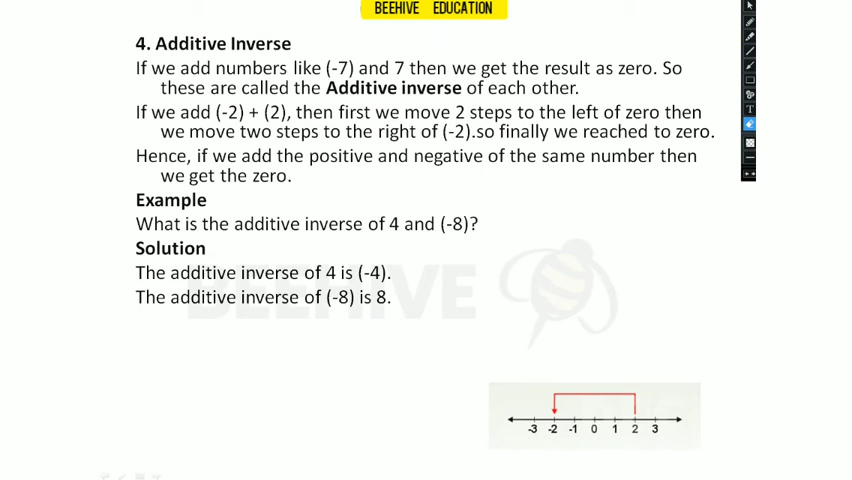 BEEHIVE EDUCATION
4. Additive Inverse
If we add numbers like (-7) and 7 then we get the result as zero. So
these are called the Additive inverse of each other.
If we add (-2) + (2), then first we move 2 steps to the left of zero then
we move two steps to the right of (-2).so finally we reached to zero.
Hence, if we add the positive and negative of the same number then
we get the zero.
Example
What is the additive inverse of 4 and (-8)?
Solution
The additive inverse of 4 is (-4).
The additive inverse of (-8) is 8.
BEEHIVE
-3 -2 -1 0 1 2 3
T